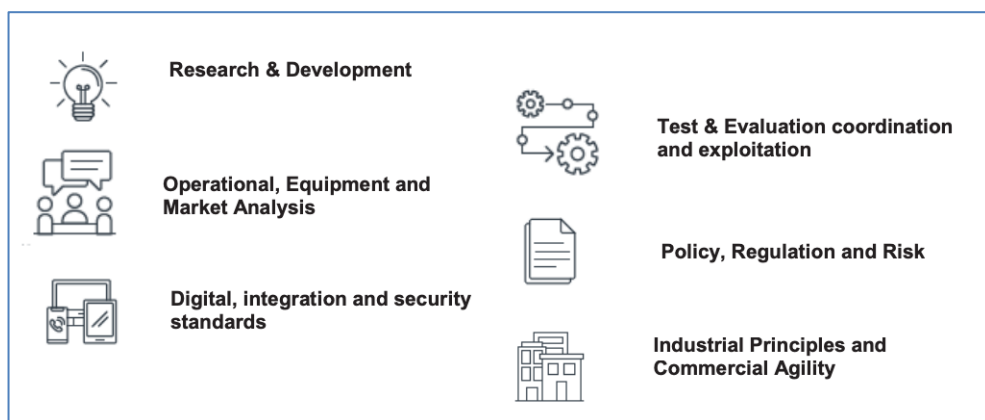 Research & Development
Operational, Equipment and
Market Analysis
Digital, integration and security
standards
Test & Evaluation coordination
and exploitation
Policy, Regulation and Risk
Industrial Principles and
Commercial Agility